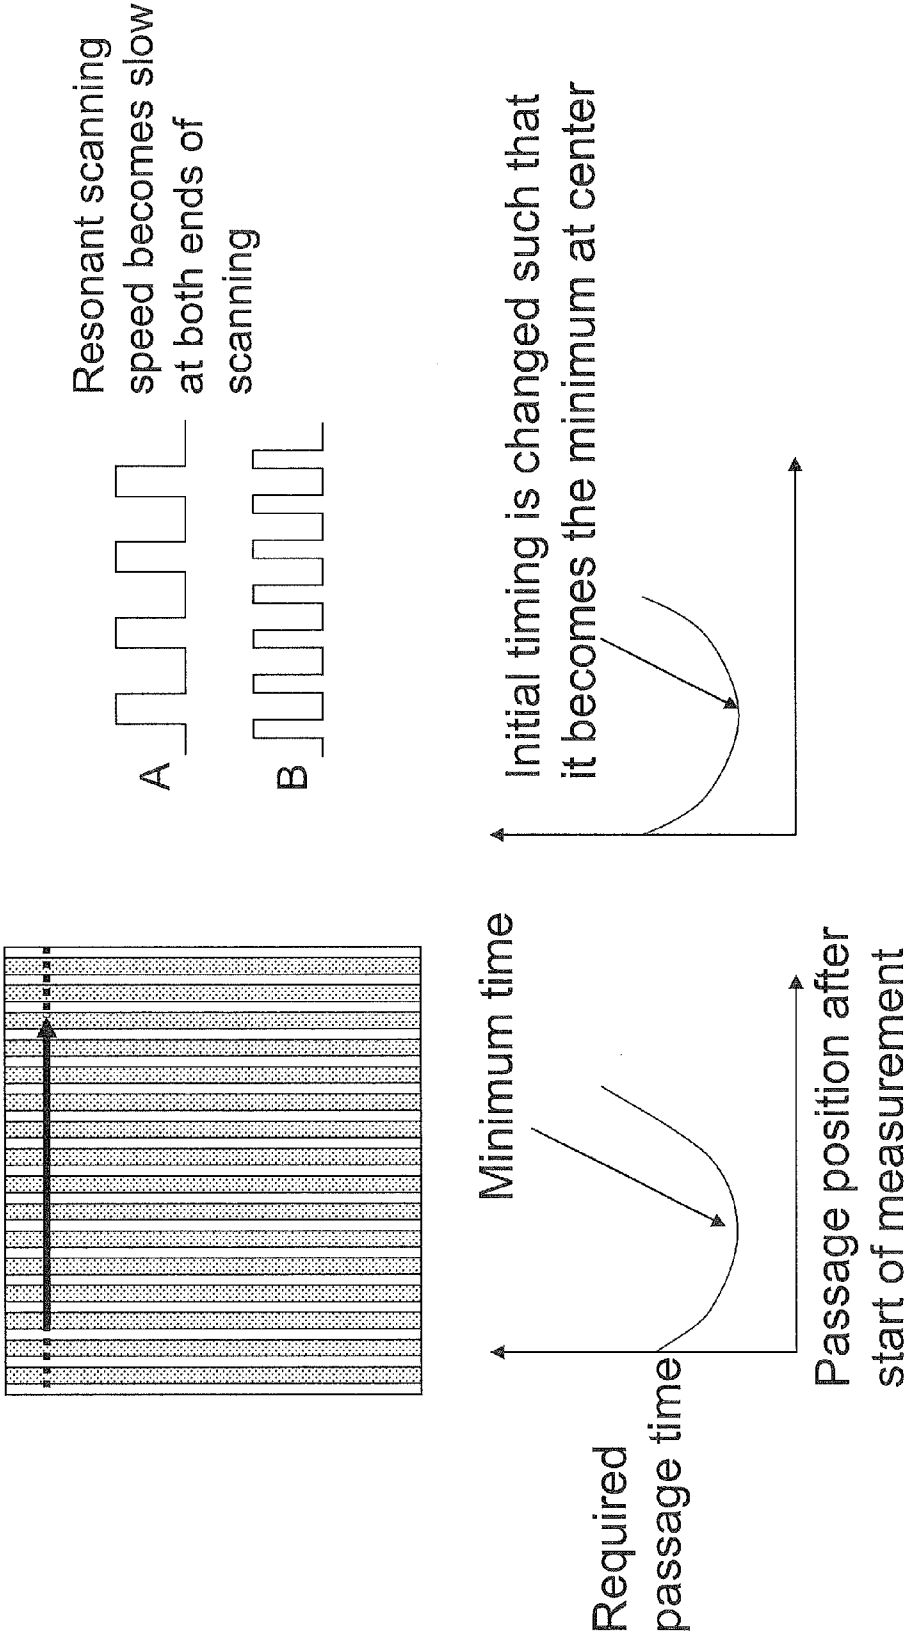 A
B
Resonant scanning
speed becomes slow
at both ends of
scanning
Required
passage time
Minimum time
Passage position after
start of measurement
Initial timing is changed such that
it becomes the minimum at center